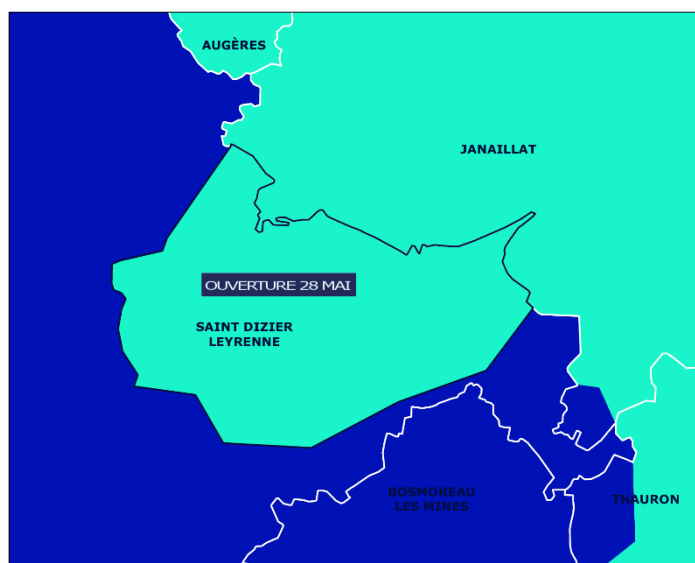 AUGÈRES
JANAILLAT
OUVERTURE 28 MAI
SAINT DIZIER
LEYRENNE
BOSMOREAU
LES MINES
THAURON